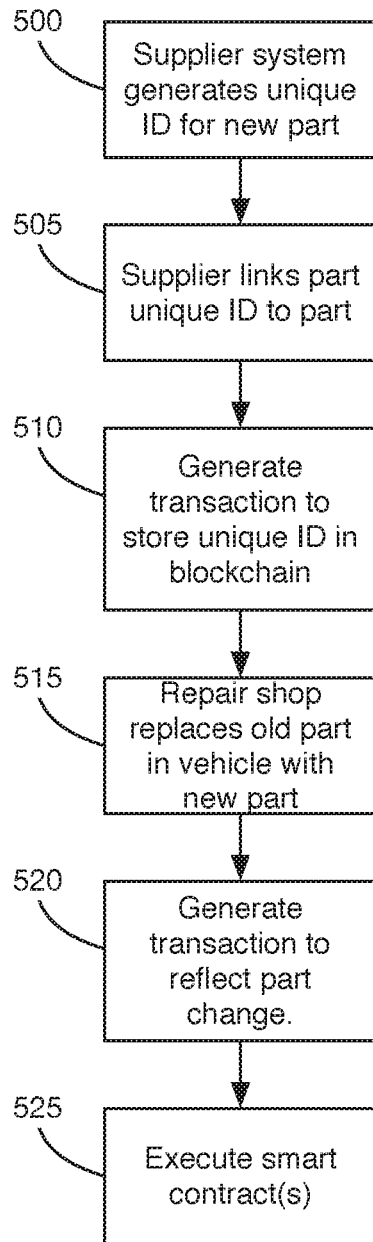 500
Supplier system
generates unique
ID for new part
505
Supplier links part
unique ID to part
510
Generate
transaction to
store unique ID in
blockchain
515
Repair shop
replaces old part
in vehicle with
new part
520
Generate
transaction to
reflect part
change.
525
Execute smart
contract(s)